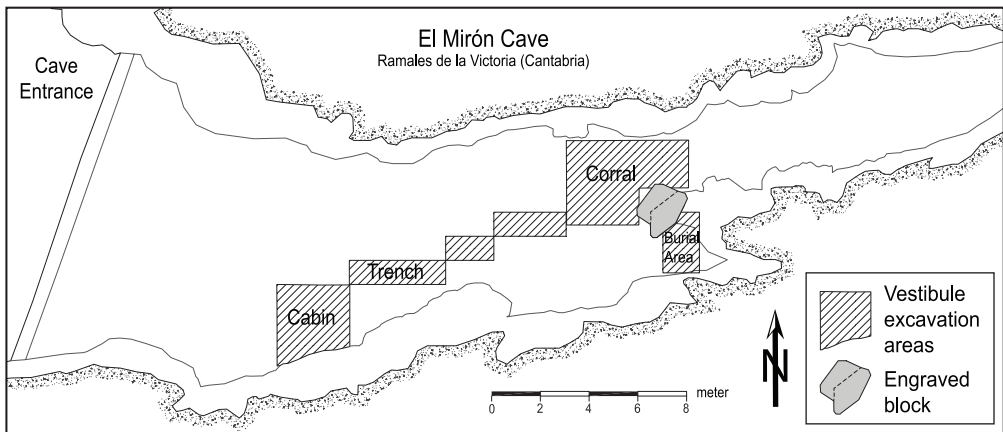 El Mirón Cave
Ramales de la Victoria (Cantabria)
Cave
Entrance
Corral
Burial
Area
Trench
Cabin
Vestibule
excavation
areas
Engraved
block
N
meter
0 2 4 6 8